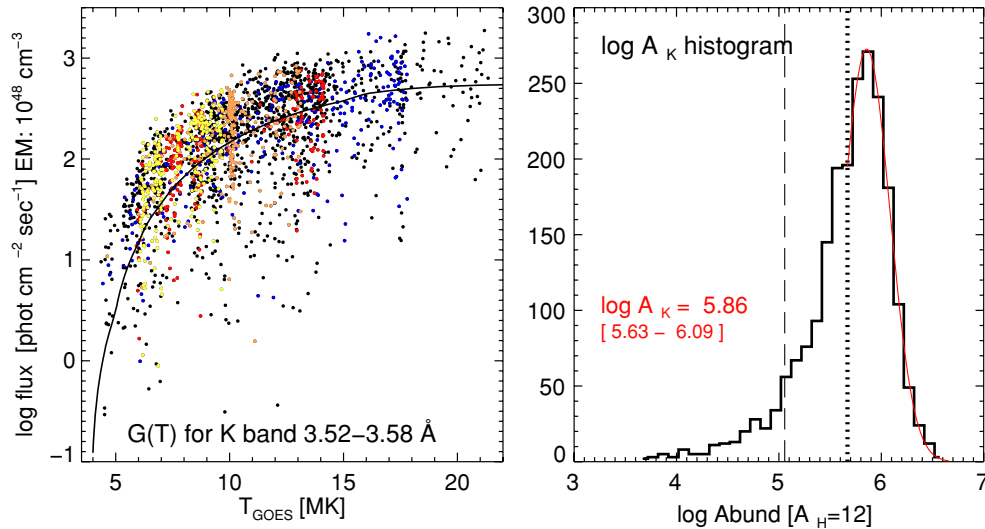 log flux [phot cm⁻² sec⁻¹] EM: 10⁴⁸ cm⁻³
3
2
1
0
−1
G(T) for K band 3.52−3.58 Å
5 10 15 20
T_GOES [MK]
300
250
200
150
100
50
0
log A_K histogram
log A_K = 5.86
[ 5.63 − 6.09 ]
3 4 5 6 7
log Abund [A_H=12]